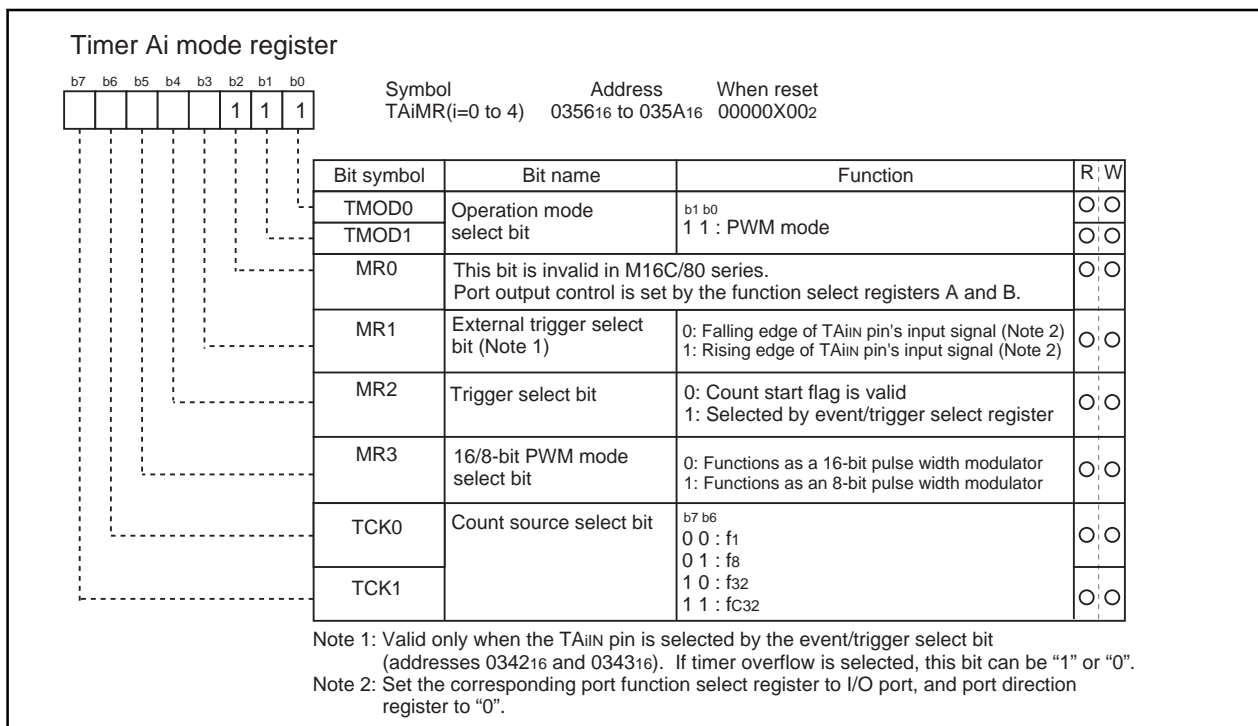 Timer Ai mode register
b7 b6 b5 b4 b3 b2 b1 b0
1 1 1
Symbol Address When reset
TAiMR(i=0 to 4) 035616 to 035A16 00000X002
Bit symbol Bit name Function R W
TMOD0
TMOD1
Operation mode
select bit
b1 b0
1 1 : PWM mode
MR0
This bit is invalid in M16C/80 series.
Port output control is set by the function select registers A and B.
MR1
External trigger select
bit (Note 1)
0: Falling edge of TAiIN pin's input signal (Note 2)
1: Rising edge of TAiIN pin's input signal (Note 2)
MR2
Trigger select bit
0: Count start flag is valid
1: Selected by event/trigger select register
MR3
16/8-bit PWM mode
select bit
0: Functions as a 16-bit pulse width modulator
1: Functions as an 8-bit pulse width modulator
TCK0
TCK1
Count source select bit
b7 b6
0 0 : f1
0 1 : f8
1 0 : f32
1 1 : fC32
Note 1: Valid only when the TAiIN pin is selected by the event/trigger select bit
(addresses 034216 and 034316). If timer overflow is selected, this bit can be “1” or “0”.
Note 2: Set the corresponding port function select register to I/O port, and port direction
register to “0”.